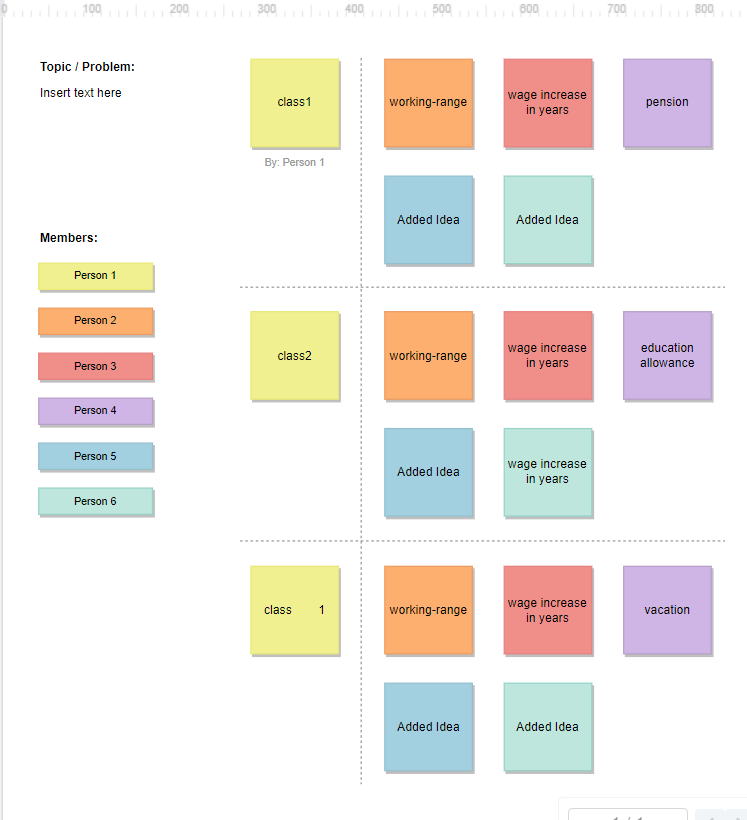 0 100 200 300 400 500 600 700 800
Topic / Problem:
Insert text here
class1
By: Person 1
working-range
wage increase
in years
pension
Added Idea
Added Idea
Members:
Person 1
Person 2
Person 3
Person 4
Person 5
Person 6
class2
working-range
wage increase
in years
education
allowance
Added Idea
wage increase
in years
class 1
working-range
wage increase
in years
vacation
Added Idea
Added Idea